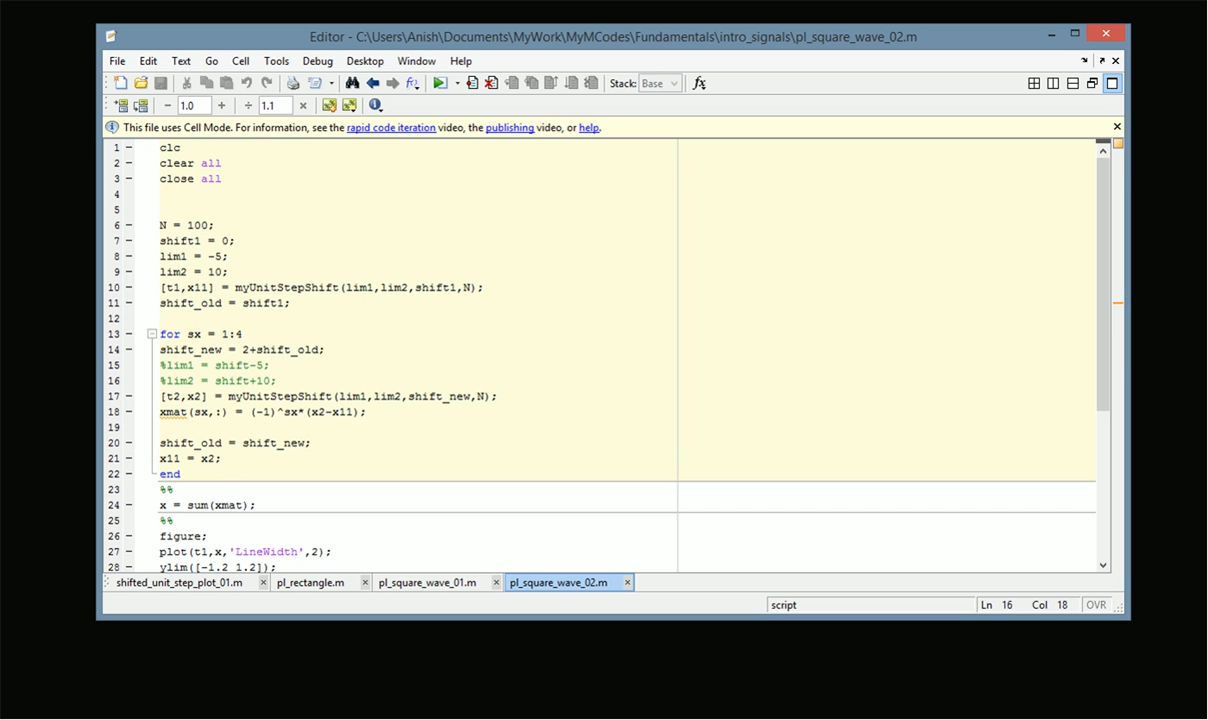 Editor - C:\Users\Anish\Documents\MyWork\MyMCodes\Fundamentals\intro_signals\pl_square_wave_02.m
File Edit Text Go Cell Tools Debug Desktop Window Help
Stack: Base fx
− 1.0 + ÷ 1.1 ×
This file uses Cell Mode. For information, see the rapid code iteration video, the publishing video, or help.
1 − clc
2 − clear all
3 − close all
4
5
6 − N = 100;
7 − shift1 = 0;
8 − lim1 = -5;
9 − lim2 = 10;
10 − [t1,x11] = myUnitStepShift(lim1,lim2,shift1,N);
11 − shift_old = shift1;
12
13 − for sx = 1:4
14 − shift_new = 2+shift_old;
15 %lim1 = shift-5;
16 %lim2 = shift+10;
17 − [t2,x2] = myUnitStepShift(lim1,lim2,shift_new,N);
18 − xmat(sx,:) = (-1)^sx*(x2-x11);
19
20 − shift_old = shift_new;
21 − x11 = x2;
22 − end
23 %%
24 − x = sum(xmat);
25 %%
26 − figure;
27 − plot(t1,x,'LineWidth',2);
28 − ylim([-1.2 1.2]);
shifted_unit_step_plot_01.m × pl_rectangle.m × pl_square_wave_01.m × pl_square_wave_02.m ×
script Ln 16 Col 18 OVR